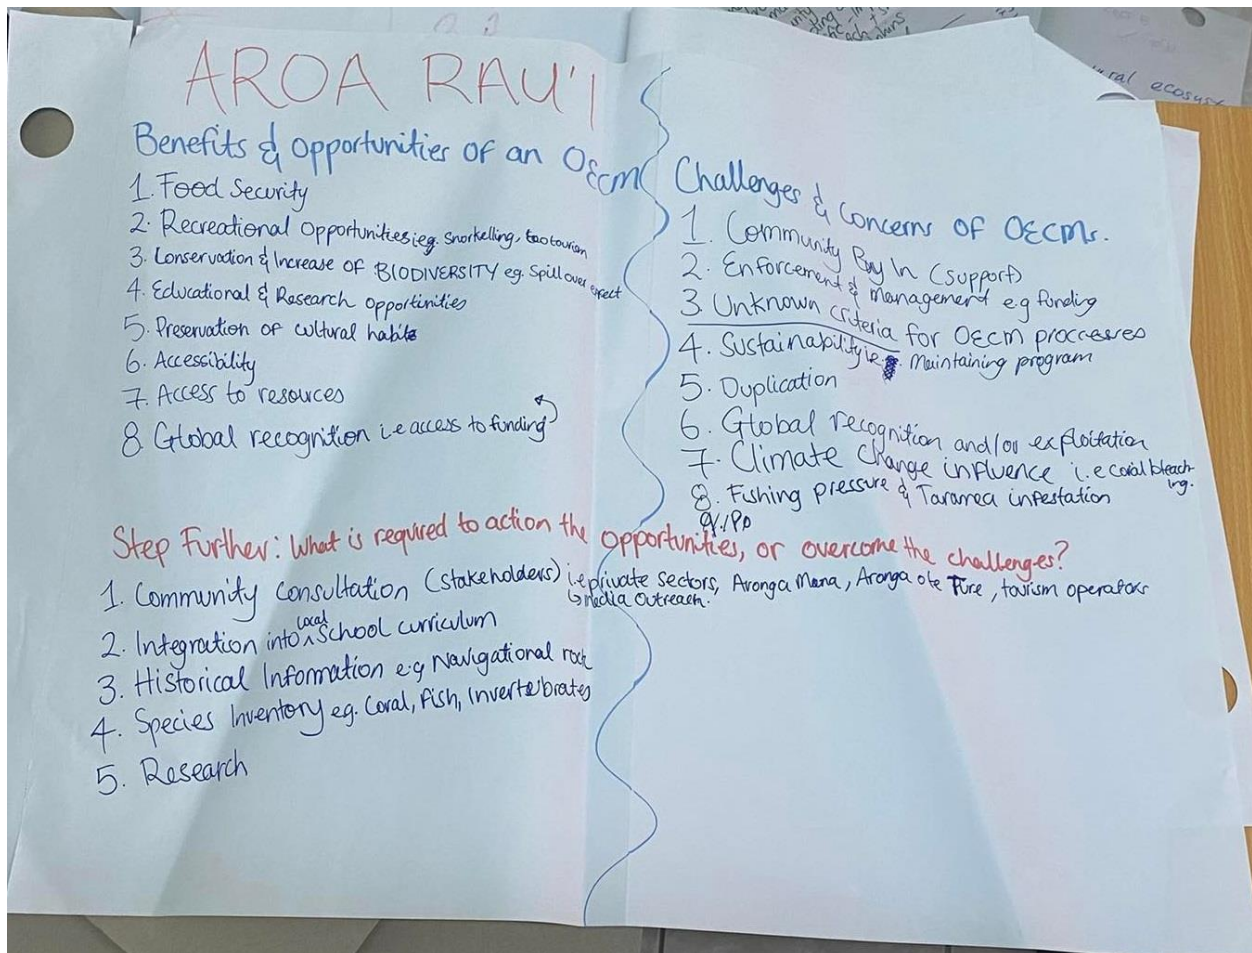 AROA RAU'I
Benefits & opportunities of an OECM
1. Food Security
2. Recreational Opportunities eg. Snorkelling, Ecotourism
3. Conservation & Increase of BIODIVERSITY eg. Spill over effect
4. Educational & Research opportinities
5. Preservation of cultural habits
6. Accessibility
7. Access to resources
8. Global recognition i.e access to funding
Challenges & Concerns of OECMs.
1. Community Buy In (support)
2. Enforcement & Management e.g funding
3. Unknown criteria for OECM proccesses
4. Sustainability i.e. Maintaining program
5. Duplication
6. Global recognition and/or exploitation
7. Climate Change influence i.e coral bleach-
ing.
8. Fishing pressure & Taramea infestation
Step Further: What is required to action the opportunities, or overcome the challenges?
1. Community Consultation (stakeholders) i.e private sectors, Aronga Mana, Aronga o te Ture, tourism operators
↳ media Outreach.
2. Integration into local School curriculum
3. Historical Information e.g Navigational rock
4. Species Inventory eg. Coral, Fish, Invertebrates
5. Research